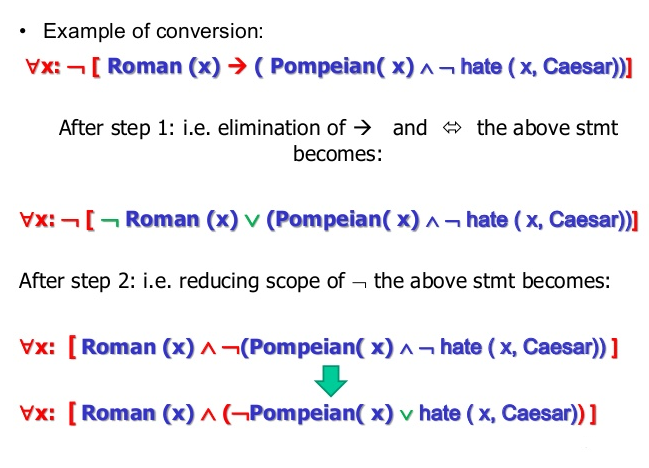 • Example of conversion:
∀x: ¬ [ Roman (x) → ( Pompeian( x) ∧ ¬ hate ( x, Caesar))]
After step 1: i.e. elimination of → and ⇔ the above stmt
becomes:
∀x: ¬ [ ¬ Roman (x) ∨ (Pompeian( x) ∧ ¬ hate ( x, Caesar))]
After step 2: i.e. reducing scope of ¬ the above stmt becomes:
∀x: [ Roman (x) ∧ ¬(Pompeian( x) ∧ ¬ hate ( x, Caesar)) ]
∀x: [ Roman (x) ∧ (¬Pompeian( x) ∨ hate ( x, Caesar)) ]